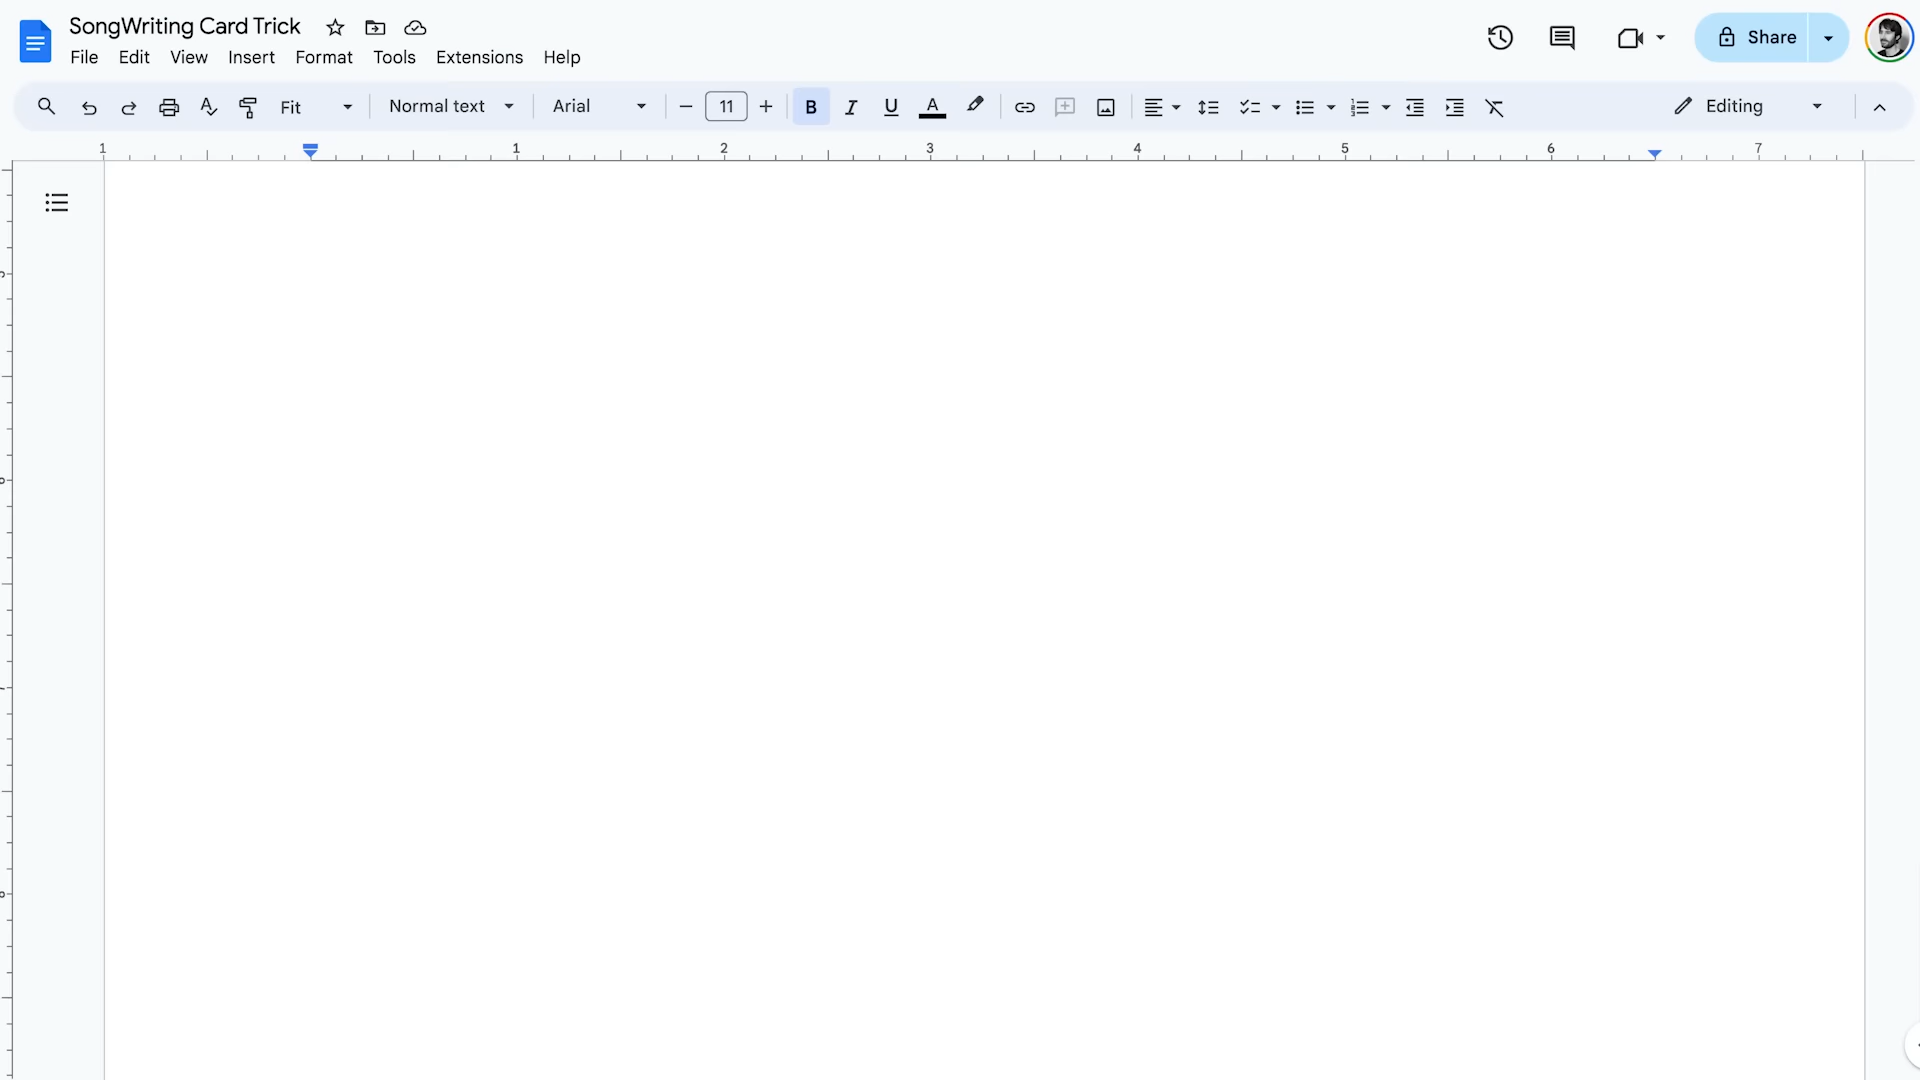 SongWriting Card Trick
File Edit View Insert Format Tools Extensions Help
Share
Fit Normal text Arial 11 B I U A Editing
1 1 2 3 4 5 6 7